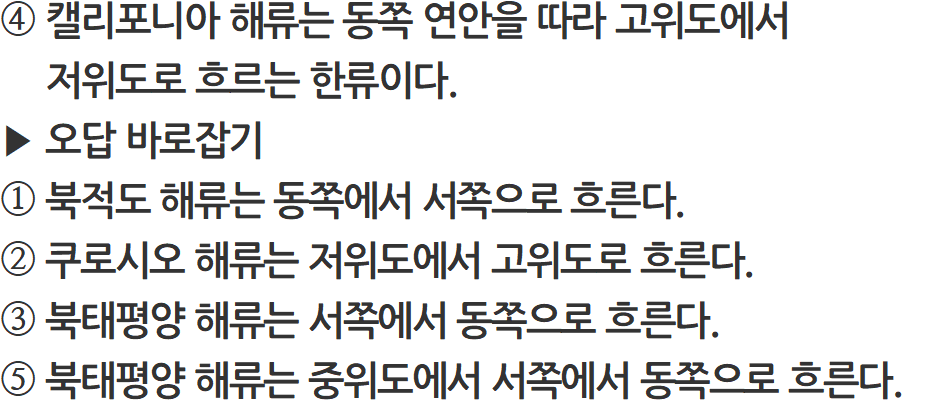 ④ 캘리포니아 해류는 동쪽 연안을 따라 고위도에서
저위도로 흐르는 한류이다.
▶ 오답 바로잡기
① 북적도 해류는 동쪽에서 서쪽으로 흐른다.
② 쿠로시오 해류는 저위도에서 고위도로 흐른다.
③ 북태평양 해류는 서쪽에서 동쪽으로 흐른다.
⑤ 북태평양 해류는 중위도에서 서쪽에서 동쪽으로 흐른다.